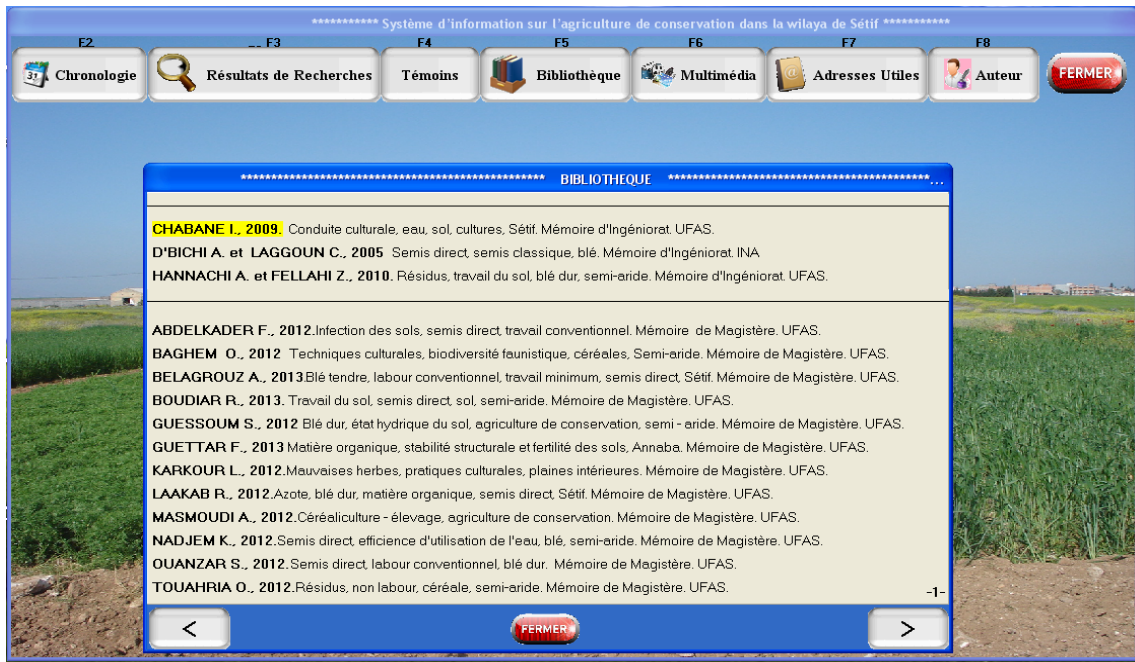 *********** Système d'information sur l'agriculture de conservation dans la wilaya de Sétif ***********
F2 -- F3 F4 F5 F6 F7 F8
31 Chronologie Résultats de Recherches Témoins Bibliothèque Multimédia @ Adresses Utiles Auteur FERMER
************************************************** BIBLIOTHEQUE *******************************************...
CHABANE I., 2009. Conduite culturale, eau, sol, cultures, Sétif. Mémoire d'Ingéniorat. UFAS.
D'BICHI A. et LAGGOUN C., 2005 Semis direct, semis classique, blé. Mémoire d'Ingéniorat. INA
HANNACHI A. et FELLAHI Z., 2010. Résidus, travail du sol, blé dur, semi-aride. Mémoire d'Ingéniorat. UFAS.
ABDELKADER F., 2012.Infection des sols, semis direct, travail conventionnel. Mémoire de Magistère. UFAS.
BAGHEM O., 2012 Techniques culturales, biodiversité faunistique, céréales, Semi-aride. Mémoire de Magistère. UFAS.
BELAGROUZ A., 2013.Blé tendre, labour conventionnel, travail minimum, semis direct, Sétif. Mémoire de Magistère. UFAS.
BOUDIAR R., 2013. Travail du sol, semis direct, sol, semi-aride. Mémoire de Magistère. UFAS.
GUESSOUM S., 2012 Blé dur, état hydrique du sol, agriculture de conservation, semi - aride. Mémoire de Magistère. UFAS.
GUETTAR F., 2013 Matière organique, stabilité structurale et fertilité des sols, Annaba. Mémoire de Magistère. UFAS.
KARKOUR L., 2012.Mauvaises herbes, pratiques culturales, plaines intérieures. Mémoire de Magistère. UFAS.
LAAKAB R., 2012.Azote, blé dur, matière organique, semis direct, Sétif. Mémoire de Magistère. UFAS.
MASMOUDI A., 2012.Céréaliculture - élevage, agriculture de conservation. Mémoire de Magistère. UFAS.
NADJEM K., 2012.Semis direct, efficience d'utilisation de l'eau, blé, semi-aride. Mémoire de Magistère. UFAS.
OUANZAR S., 2012.Semis direct, labour conventionnel, blé dur. Mémoire de Magistère. UFAS.
TOUAHRIA O., 2012.Résidus, non labour, céréale, semi-aride. Mémoire de Magistère. UFAS.
-1-
< FERMER >